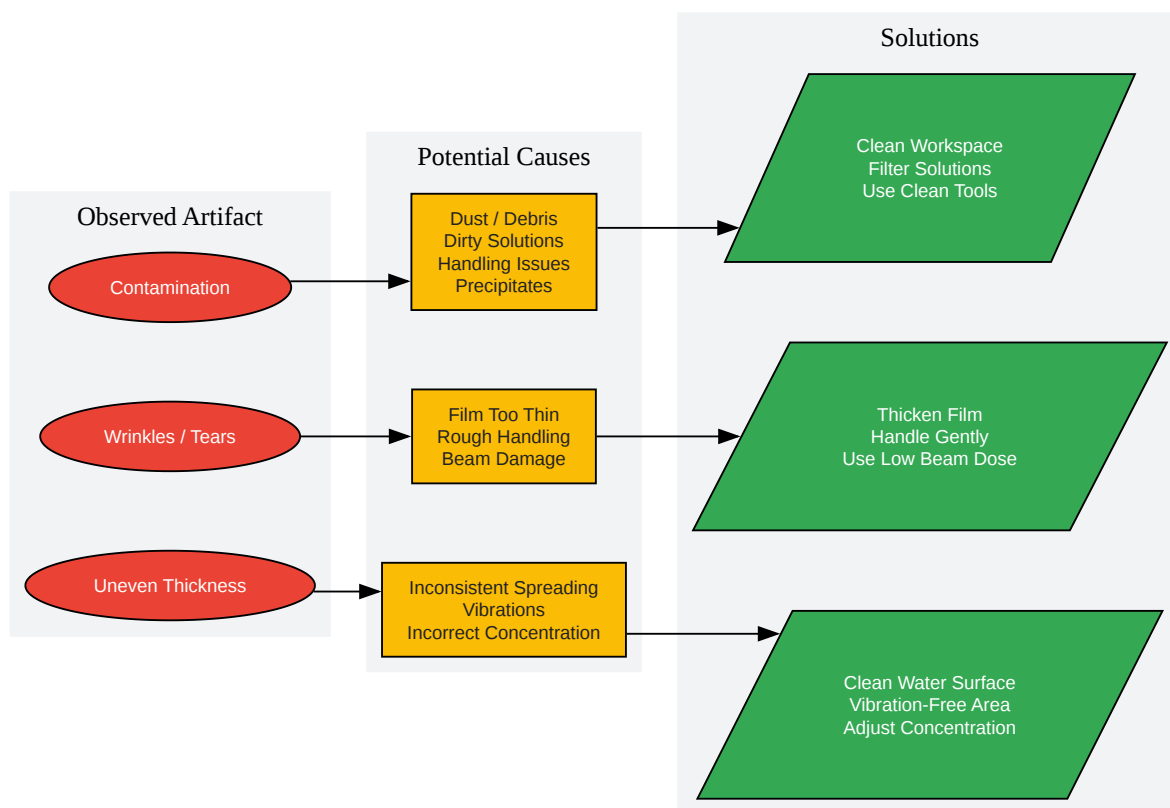 Observed Artifact
Contamination
Wrinkles / Tears
Uneven Thickness
Potential Causes
Dust / Debris
Dirty Solutions
Handling Issues
Precipitates
Film Too Thin
Rough Handling
Beam Damage
Inconsistent Spreading
Vibrations
Incorrect Concentration
Solutions
Clean Workspace
Filter Solutions
Use Clean Tools
Thicken Film
Handle Gently
Use Low Beam Dose
Clean Water Surface
Vibration-Free Area
Adjust Concentration